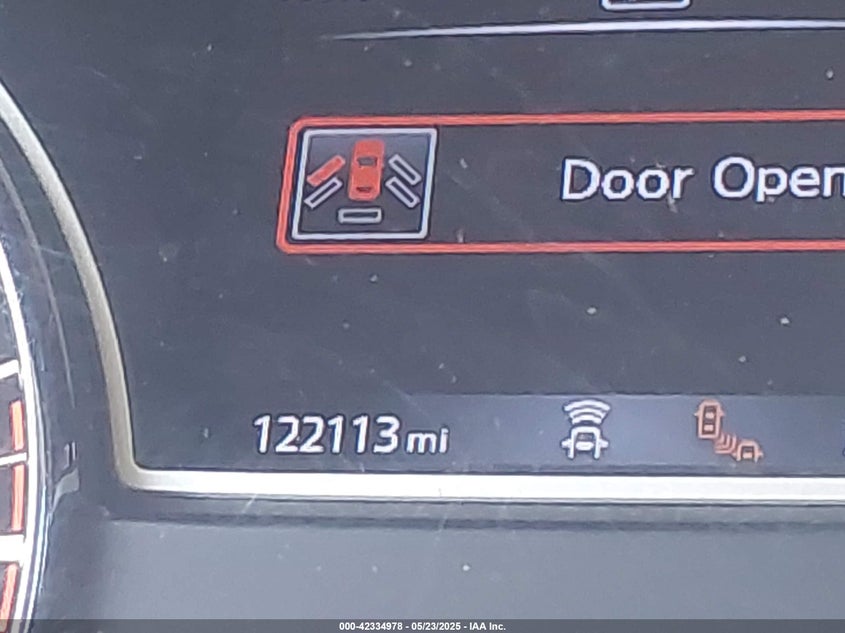 Door Open
122113 mi
000-42334978 - 05/23/2025 - IAA Inc.